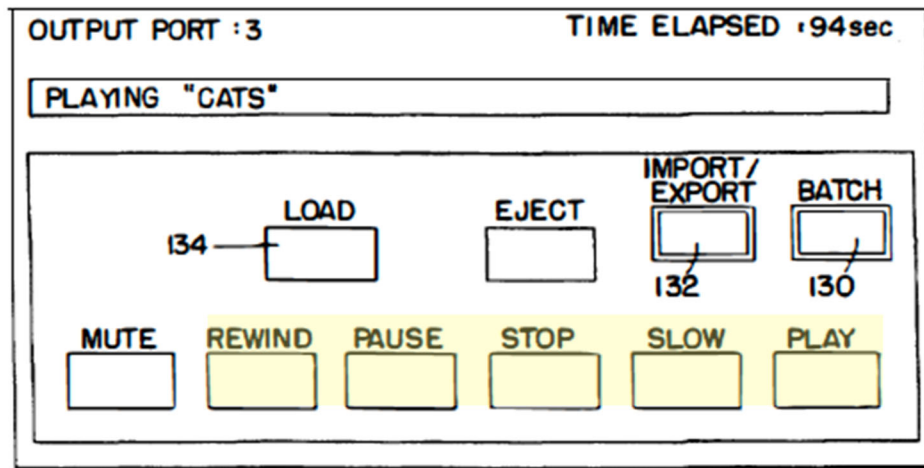 OUTPUT PORT : 3 TIME ELAPSED : 94sec
PLAYING "CATS"
IMPORT/
EXPORT BATCH
LOAD EJECT
134
132 130
MUTE REWIND PAUSE STOP SLOW PLAY